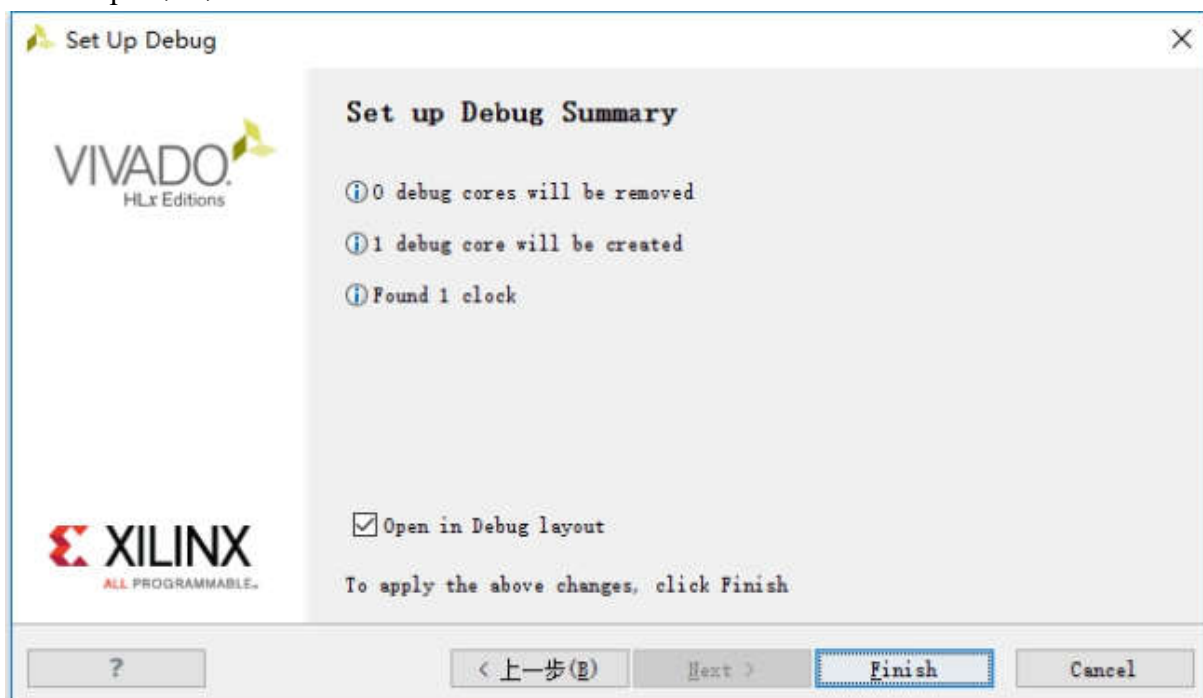 Set Up Debug
Set up Debug Summary
VIVADO.
HLx Editions
0 debug cores will be removed
1 debug core will be created
Found 1 clock
Open in Debug layout
XILINX
ALL PROGRAMMABLE.
To apply the above changes, click Finish
?
< 上一步(B)
Next >
Finish
Cancel